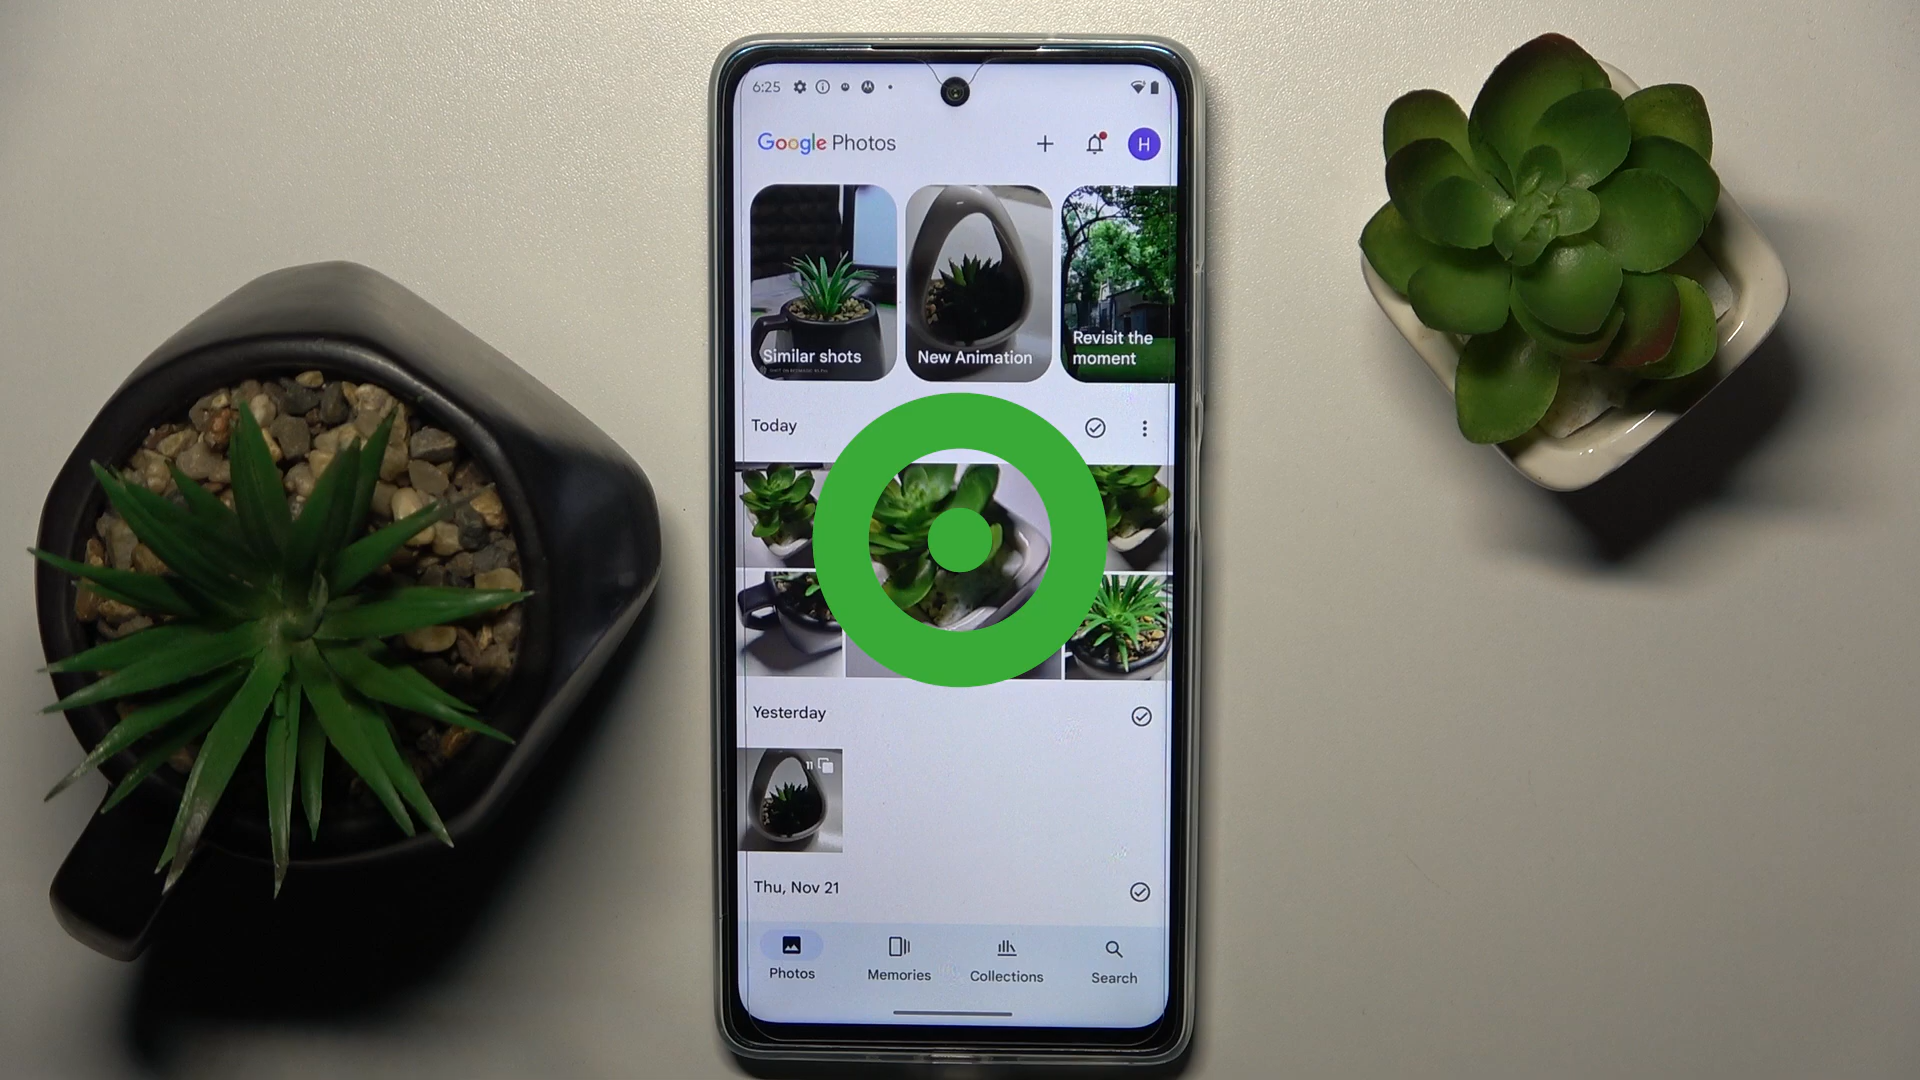 6:25
Google Photos
H
Similar shots
New Animation
Revisit the
moment
Today
Yesterday
11
Thu, Nov 21
Photos
Memories
Collections
Search